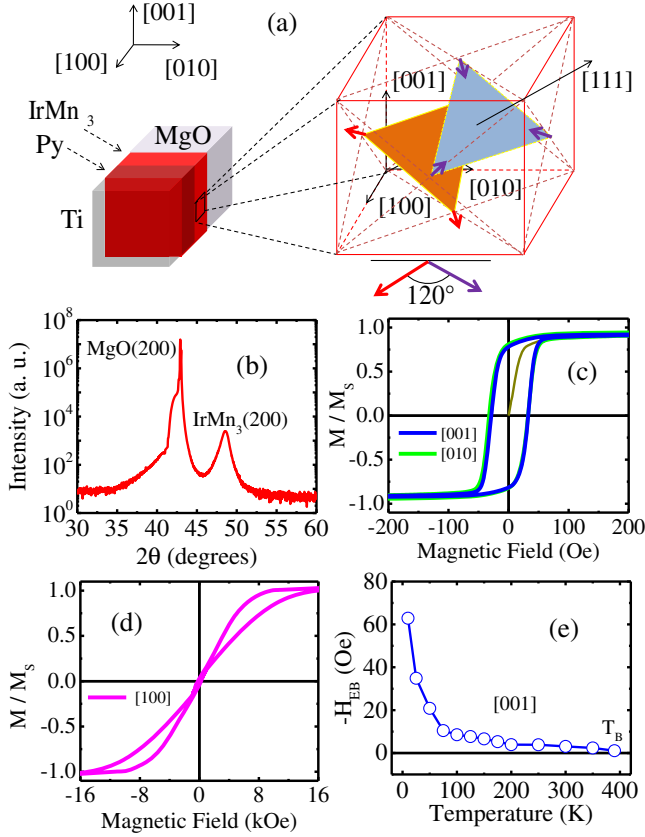 (a)
[001]
[100]
[010]
IrMn3
MgO
Py
Ti
[001]
[111]
[010]
[100]
120°
(b)
MgO(200)
IrMn3(200)
10^8
10^6
10^4
10^2
10^0
30 35 40 45 50 55 60
Intensity (a. u.)
2θ (degrees)
(c)
1.0
0.5
0.0
-0.5
-1.0
[001]
[010]
-200 -100 0 100 200
M / MS
Magnetic Field (Oe)
(d)
1.0
0.5
0.0
-0.5
-1.0
[100]
-16 -8 0 8 16
M / MS
Magnetic Field (kOe)
(e)
80
60
40
20
0
[001]
TB
0 100 200 300 400
-HEB (Oe)
Temperature (K)